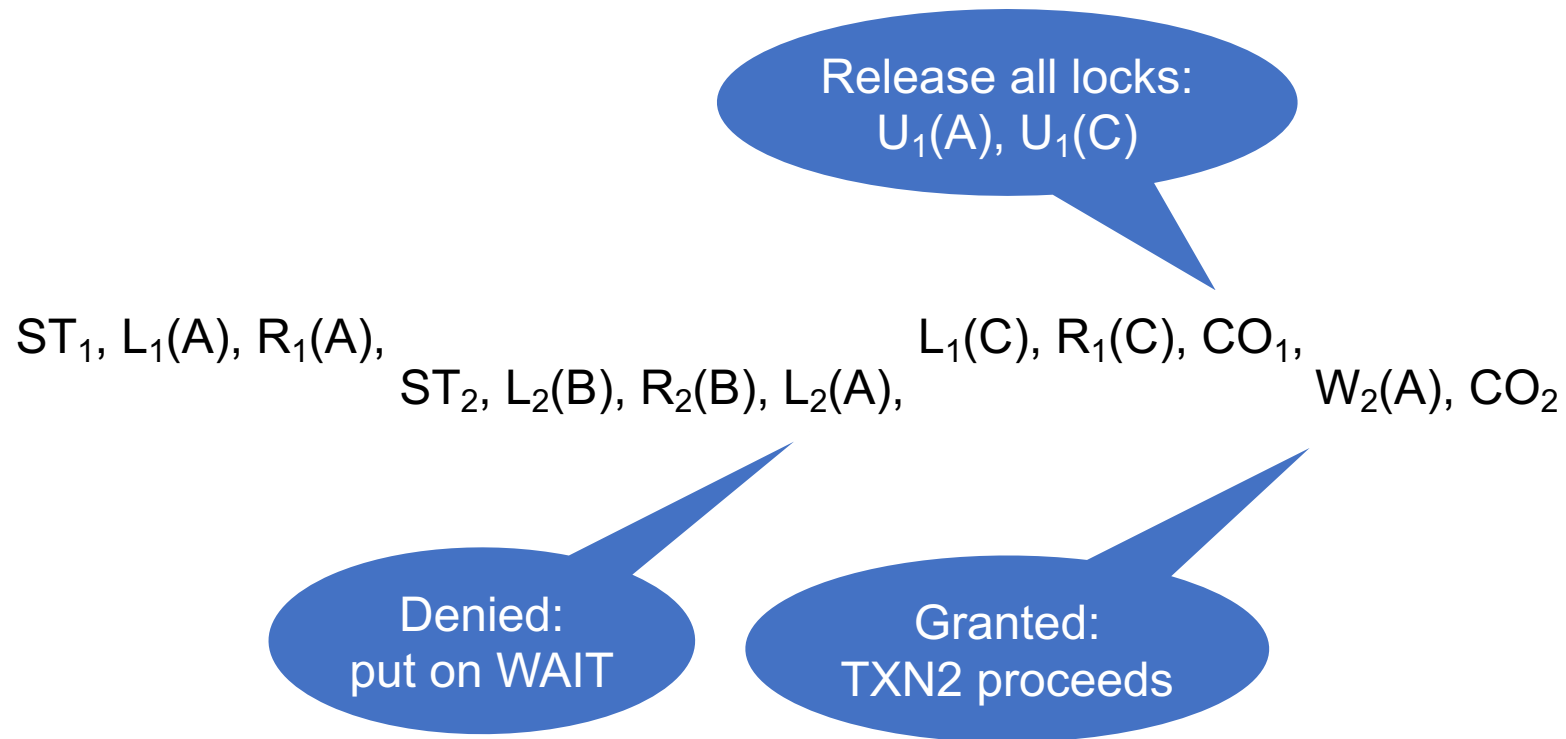 Release all locks:
U₁(A), U₁(C)
ST₁, L₁(A), R₁(A),
L₁(C), R₁(C), CO₁,
ST₂, L₂(B), R₂(B), L₂(A),
W₂(A), CO₂
Denied:
put on WAIT
Granted:
TXN2 proceeds